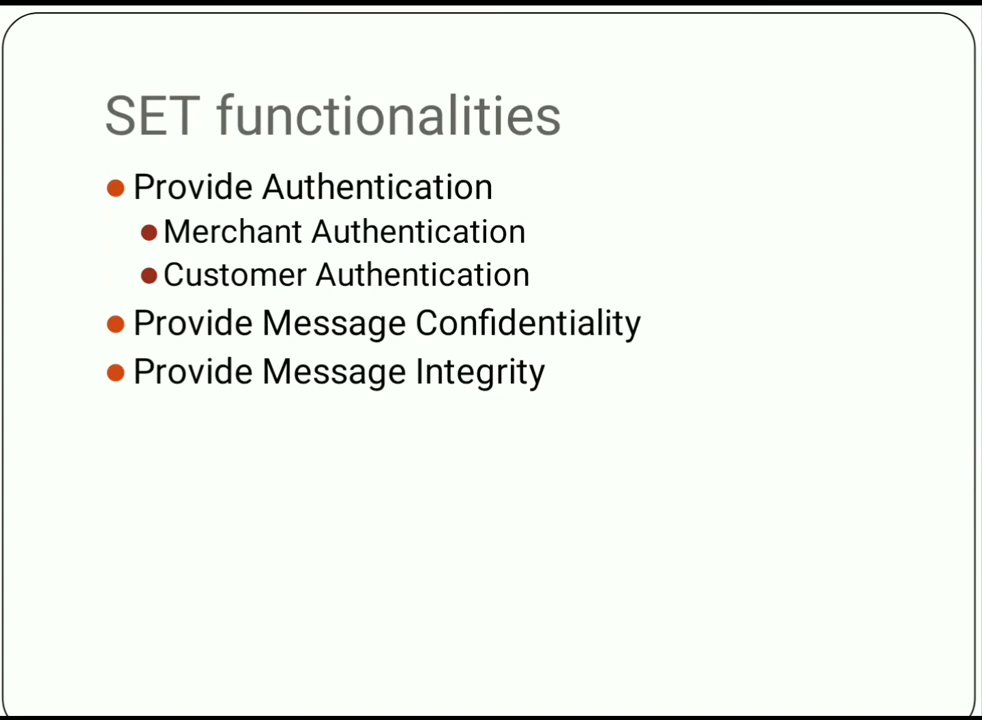 SET functionalities
Provide Authentication
Merchant Authentication
Customer Authentication
Provide Message Confidentiality
Provide Message Integrity